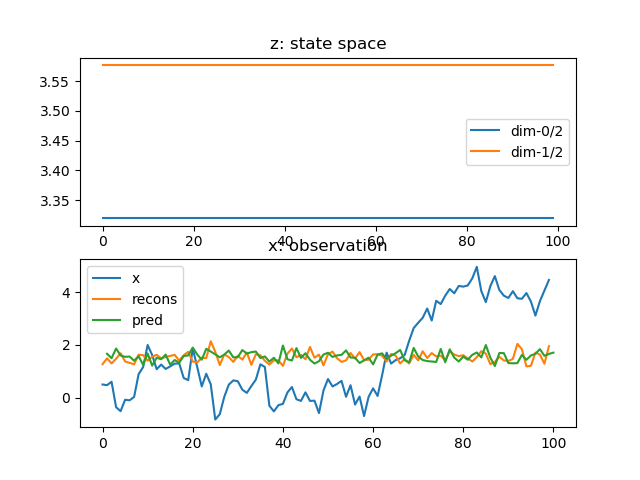 z: state space
3.55
3.50
3.45
3.40
3.35
dim-0/2
dim-1/2
0 20 40 60 80 100
x: observation
4
2
0
x
recons
pred
0 20 40 60 80 100